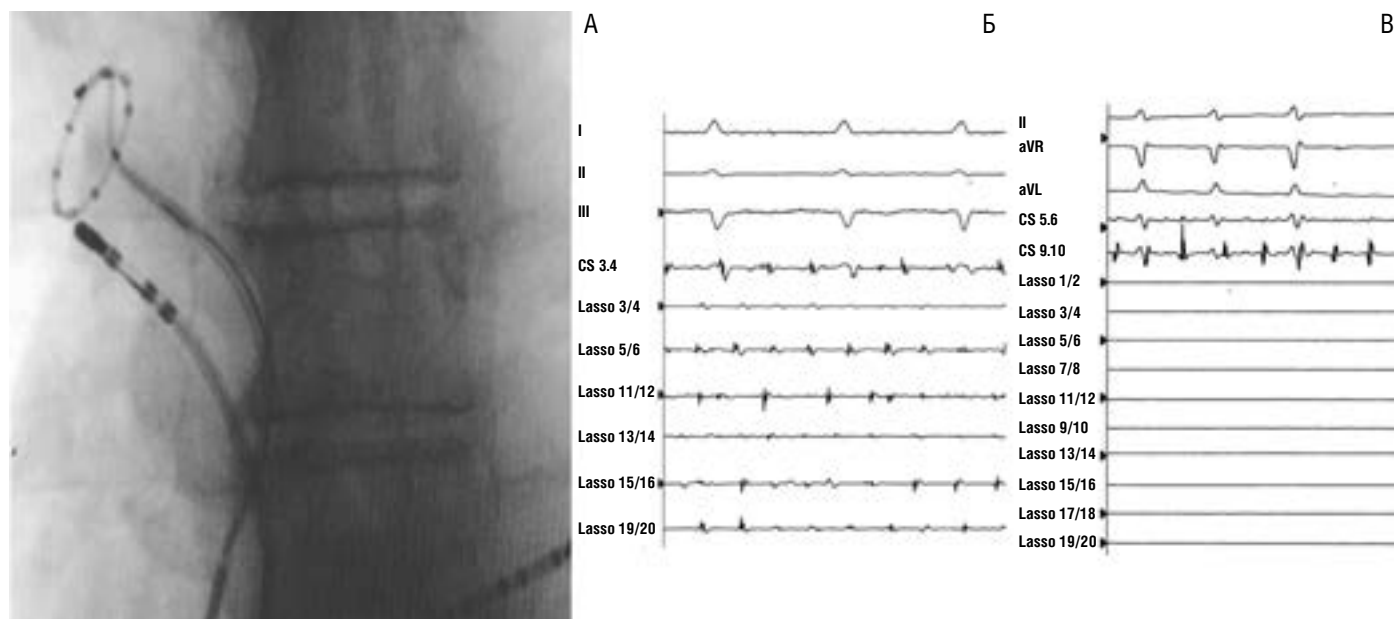 А
Б
В
I
II
III
CS 3.4
Lasso 3/4
Lasso 5/6
Lasso 11/12
Lasso 13/14
Lasso 15/16
Lasso 19/20
II
aVR
aVL
CS 5.6
CS 9.10
Lasso 1/2
Lasso 3/4
Lasso 5/6
Lasso 7/8
Lasso 11/12
Lasso 9/10
Lasso 13/14
Lasso 15/16
Lasso 17/18
Lasso 19/20